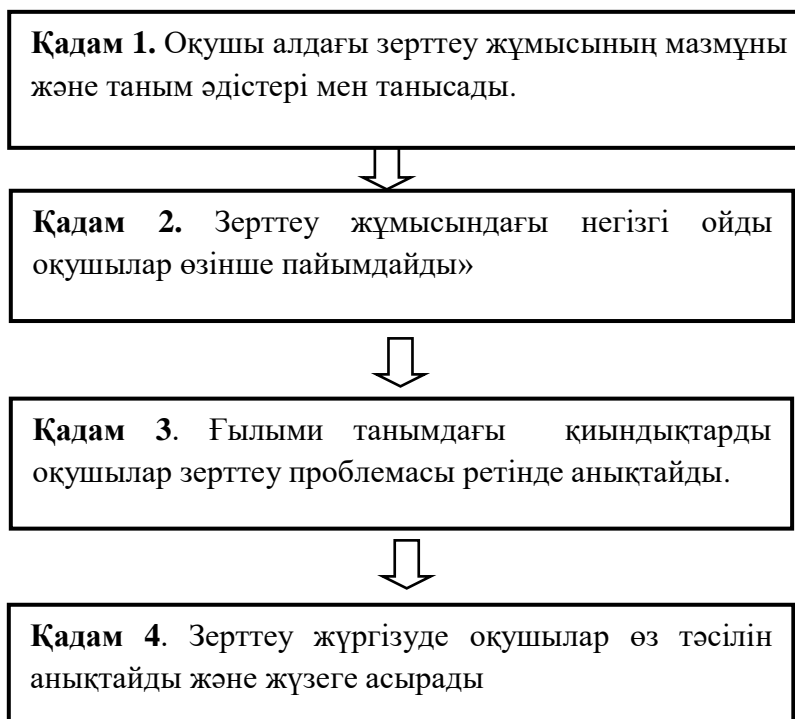 Қадам 1. Оқушы алдағы зерттеу жұмысының мазмұны
және таным әдістері мен танысады.
Қадам 2. Зерттеу жұмысындағы негізгі ойды
оқушылар өзінше пайымдайды»
Қадам 3. Ғылыми танымдағы қиындықтарды
оқушылар зерттеу проблемасы ретінде анықтайды.
Қадам 4. Зерттеу жүргізуде оқушылар өз тәсілін
анықтайды және жүзеге асырады